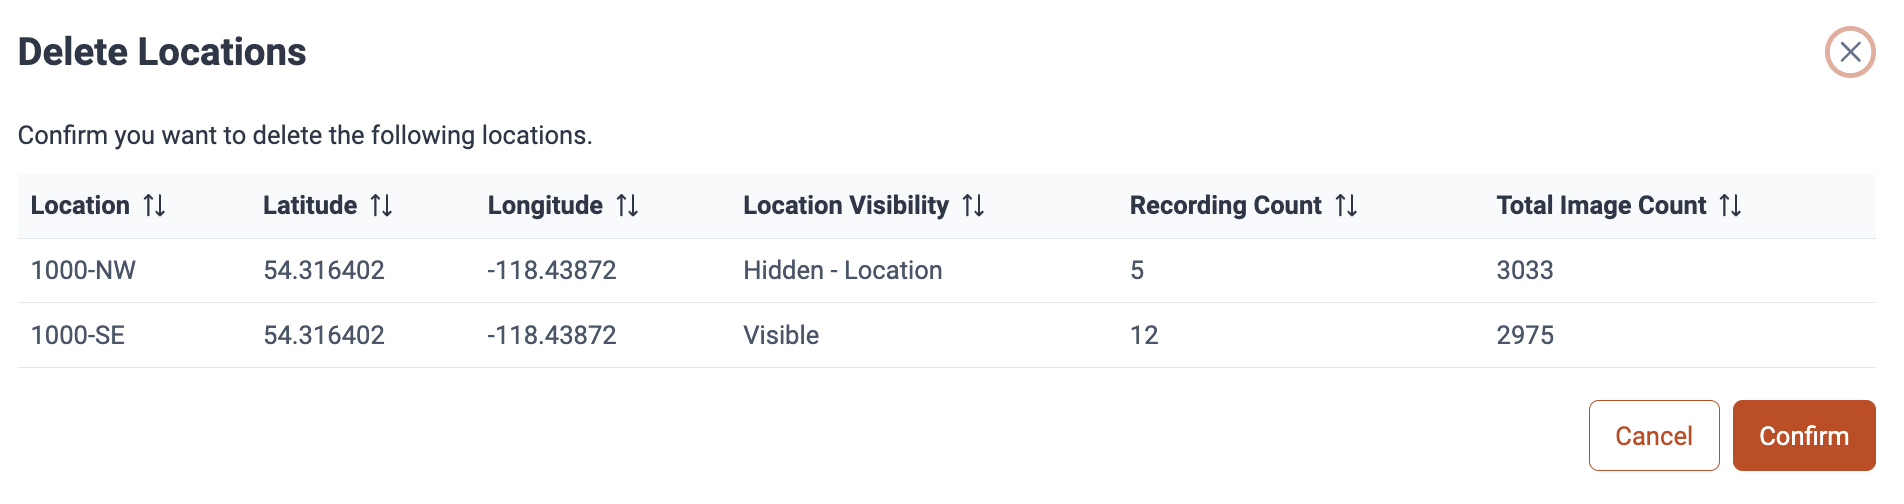 Delete Locations
Confirm you want to delete the following locations.
Location Latitude Longitude Location Visibility Recording Count Total Image Count
1000-NW 54.316402 -118.43872 Hidden - Location 5 3033
1000-SE 54.316402 -118.43872 Visible 12 2975
Cancel Confirm